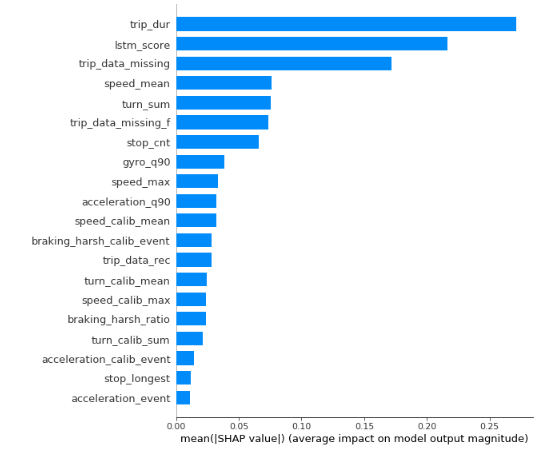 trip_dur
lstm_score
trip_data_missing
speed_mean
turn_sum
trip_data_missing_f
stop_cnt
gyro_q90
speed_max
acceleration_q90
speed_calib_mean
braking_harsh_calib_event
trip_data_rec
turn_calib_mean
speed_calib_max
braking_harsh_ratio
turn_calib_sum
acceleration_calib_event
stop_longest
acceleration_event
0.00 0.05 0.10 0.15 0.20 0.25
mean(|SHAP value|) (average impact on model output magnitude)